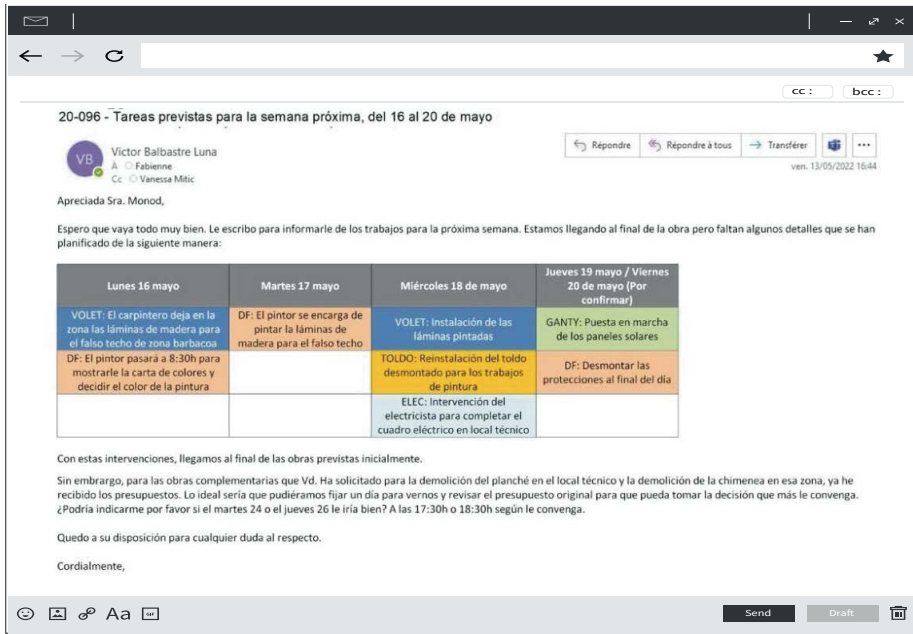 cc :
bcc :
20-096 - Tareas previstas para la semana próxima, del 16 al 20 de mayo
VB
Victor Balbastre Luna
A Fabienne
Cc Vanessa Mitic
Répondre
Répondre à tous
Transférer
ven. 13/05/2022 16:44
Apreciada Sra. Monod,
Espero que vaya todo muy bien. Le escribo para informarle de los trabajos para la próxima semana. Estamos llegando al final de la obra pero faltan algunos detalles que se han
planificado de la siguiente manera:
Lunes 16 mayo
Martes 17 mayo
Miércoles 18 de mayo
Jueves 19 mayo / Viernes
20 de mayo (Por
confirmar)
VOLET: El carpintero deja en la
zona las láminas de madera para
el falso techo de zona barbacoa
DF: El pintor se encarga de
pintar la láminas de
madera para el falso techo
VOLET: Instalación de las
láminas pintadas
GANTY: Puesta en marcha
de los paneles solares
DF: El pintor pasará a 8:30h para
mostrarle la carta de colores y
decidir el color de la pintura
TOLDO: Reinstalación del toldo
desmontado para los trabajos
de pintura
DF: Desmontar las
protecciones al final del día
ELEC: Intervención del
electricista para completar el
cuadro eléctrico en local técnico
Con estas intervenciones, llegamos al final de las obras previstas inicialmente.
Sin embargo, para las obras complementarias que Vd. Ha solicitado para la demolición del planché en el local técnico y la demolición de la chimenea en esa zona, ya he
recibido los presupuestos. Lo ideal sería que pudiéramos fijar un día para vernos y revisar el presupuesto original para que pueda tomar la decisión que más le convenga.
¿Podría indicarme por favor si el martes 24 o el jueves 26 le iría bien? A las 17:30h o 18:30h según le convenga.
Quedo a su disposición para cualquier duda al respecto.
Cordialmente,
Aa
GIF
Send
Draft